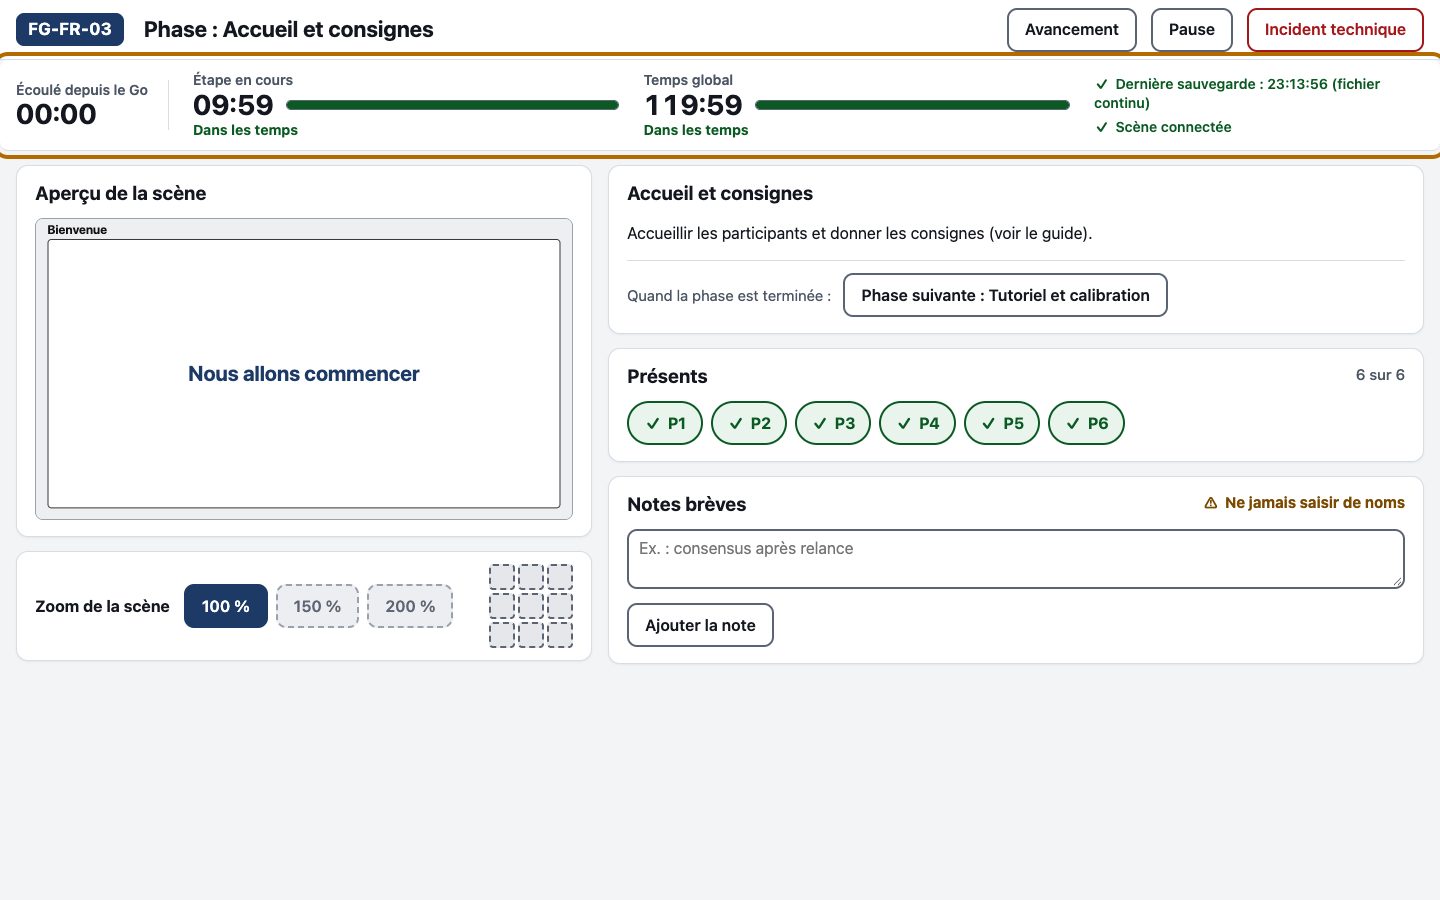 FG-FR-03
Phase : Accueil et consignes
Avancement
Pause
Incident technique
Écoulé depuis le Go
00:00
Étape en cours
09:59
Dans les temps
Temps global
119:59
Dans les temps
✓ Dernière sauvegarde : 23:13:56 (fichier
continu)
✓ Scène connectée
Aperçu de la scène
Bienvenue
Nous allons commencer
Zoom de la scène
100 %
150 %
200 %
Accueil et consignes
Accueillir les participants et donner les consignes (voir le guide).
Quand la phase est terminée :
Phase suivante : Tutoriel et calibration
Présents
6 sur 6
✓ P1
✓ P2
✓ P3
✓ P4
✓ P5
✓ P6
Notes brèves
⚠ Ne jamais saisir de noms
Ex. : consensus après relance
Ajouter la note